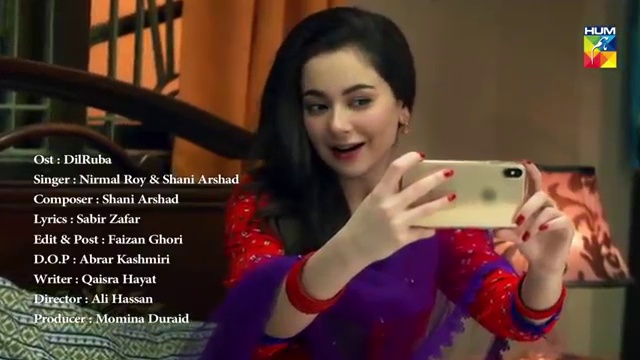 HUM
Ost : DilRuba
Singer : Nirmal Roy & Shani Arshad
Composer : Shani Arshad
Lyrics : Sabir Zafar
Edit & Post : Faizan Ghori
D.O.P : Abrar Kashmiri
Writer : Qaisra Hayat
Director : Ali Hassan
Producer : Momina Duraid